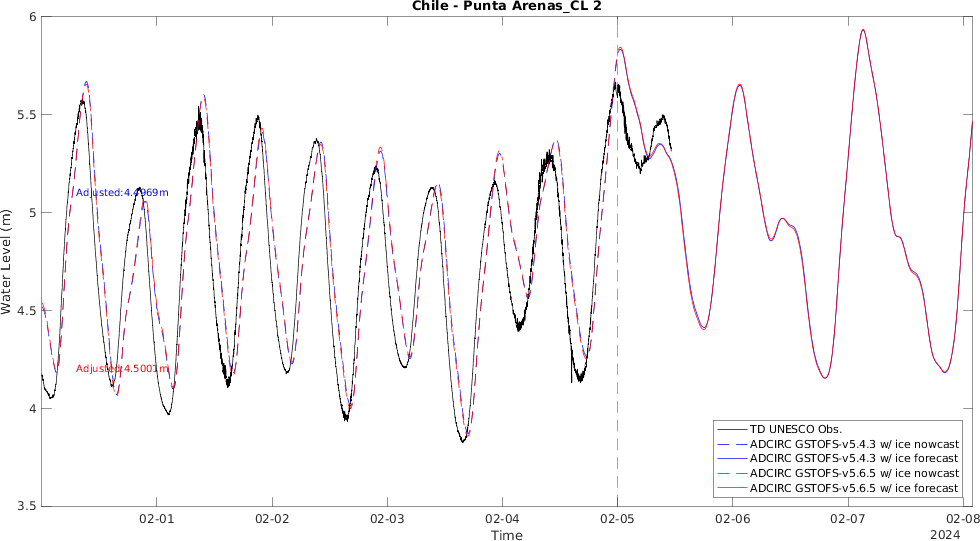 Chile - Punta Arenas_CL 2
6
5.5
5
4.5
4
3.5
Water Level (m)
Adjusted:4.4969m
Adjusted:4.5001m
TD UNESCO Obs.
ADCIRC GSTOFS-v5.4.3 w/ ice nowcast
ADCIRC GSTOFS-v5.4.3 w/ ice forecast
ADCIRC GSTOFS-v5.6.5 w/ ice nowcast
ADCIRC GSTOFS-v5.6.5 w/ ice forecast
02-01 02-02 02-03 02-04 02-05 02-06 02-07 02-08
Time 2024